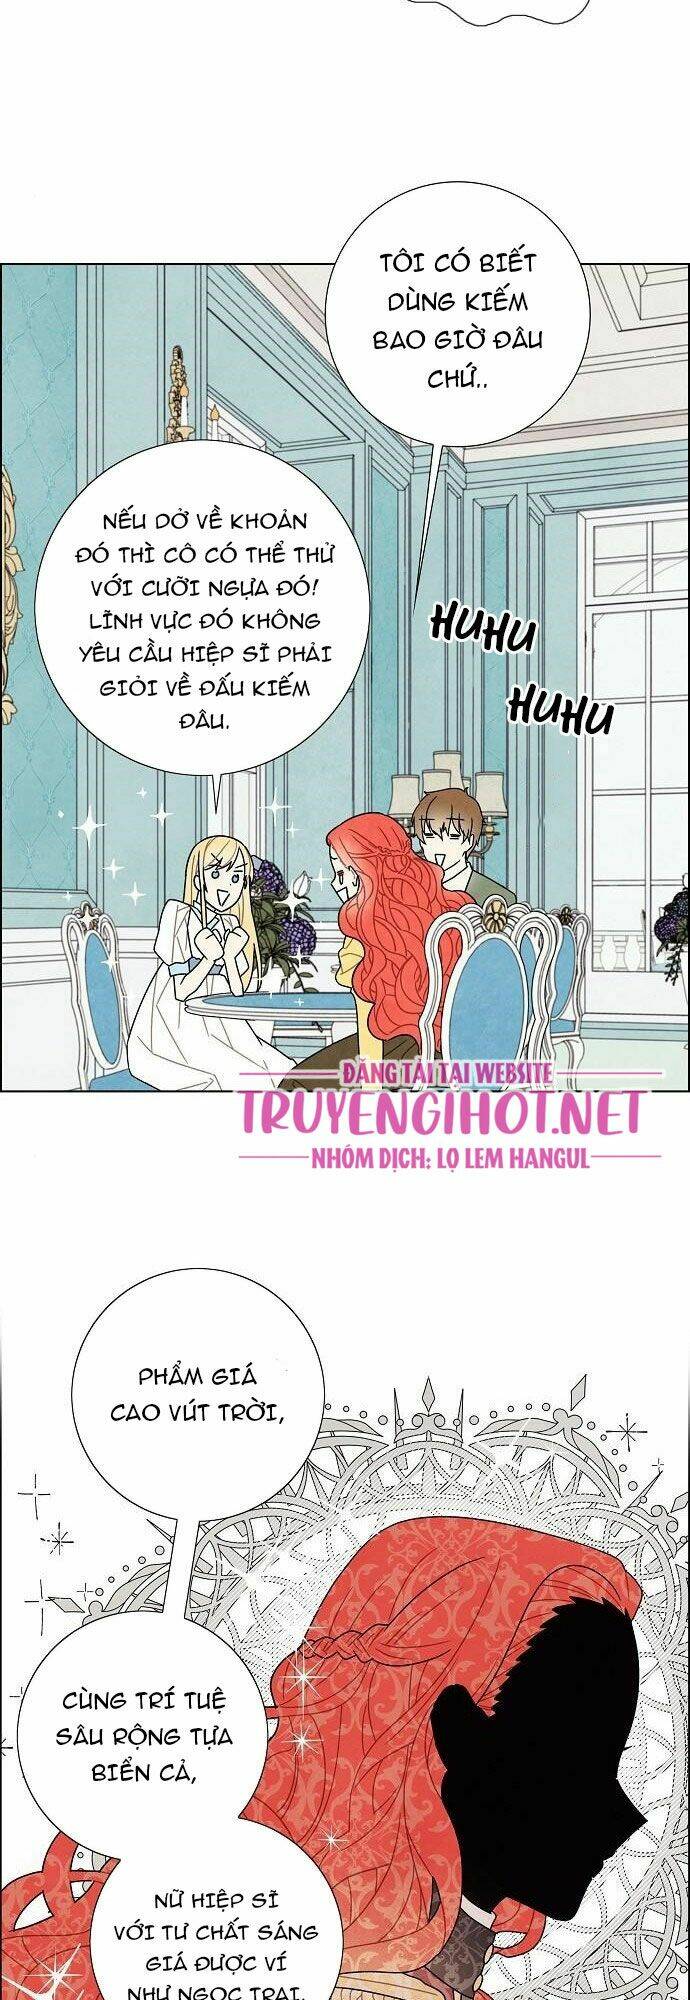 TÔI CÓ BIẾT
DÙNG KIẾM
BAO GIỜ ĐÂU
CHỨ..
NẾU DỞ VỀ KHOẢN
ĐÓ THÌ CÔ CÓ THỂ THỬ
VỚI CƯỠI NGỰA ĐÓ!
LĨNH VỰC ĐÓ KHÔNG
YÊU CẦU HIỆP SĨ PHẢI
GIỎI VỀ ĐẤU KIẾM
ĐÂU.
HUHU
HUHU
ĐĂNG TẢI TẠI WEBSITE
TRUYENGIHOT.NET
NHÓM DỊCH: LỌ LEM HANGUL
PHẨM GIÁ
CAO VÚT TRỜI,
CÙNG TRÍ TUỆ
SÂU RỘNG TỰA
BIỂN CẢ,
NỮ HIỆP SĨ
VỚI TƯ CHẤT SÁNG
GIÁ ĐƯỢC VÍ
NHƯ NGỌC TRAI,